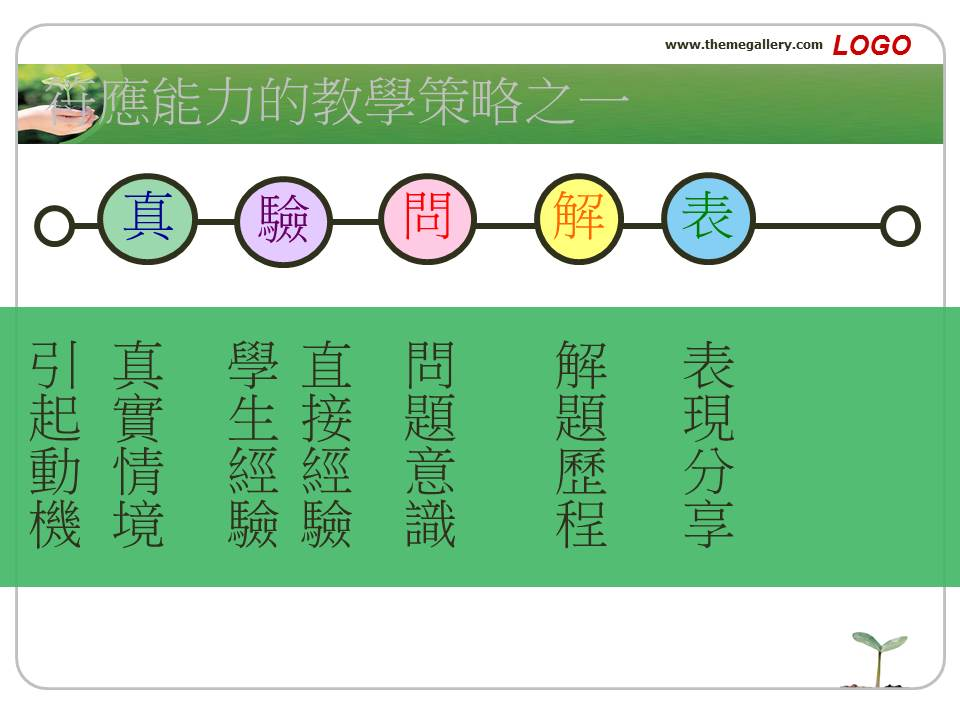 www.themegallery.com LOGO
符應能力的教學策略之一
真 驗 問 解 表
引起動機
真實情境
學生經驗
直接經驗
問題意識
解題歷程
表現分享